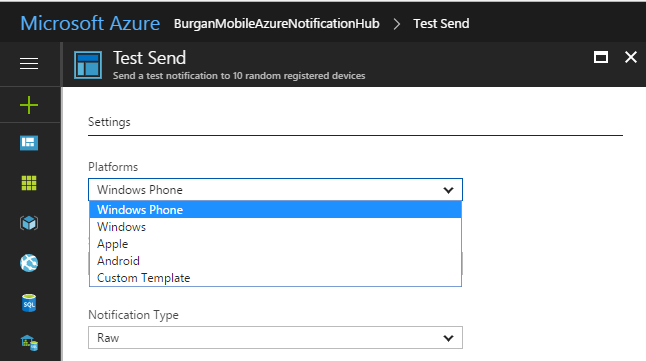 Microsoft Azure BurganMobileAzureNotificationHub > Test Send
Test Send
Send a test notification to 10 random registered devices
Settings
Platforms
Windows Phone
Windows Phone
Windows
Apple
Android
Custom Template
Notification Type
Raw
SQL